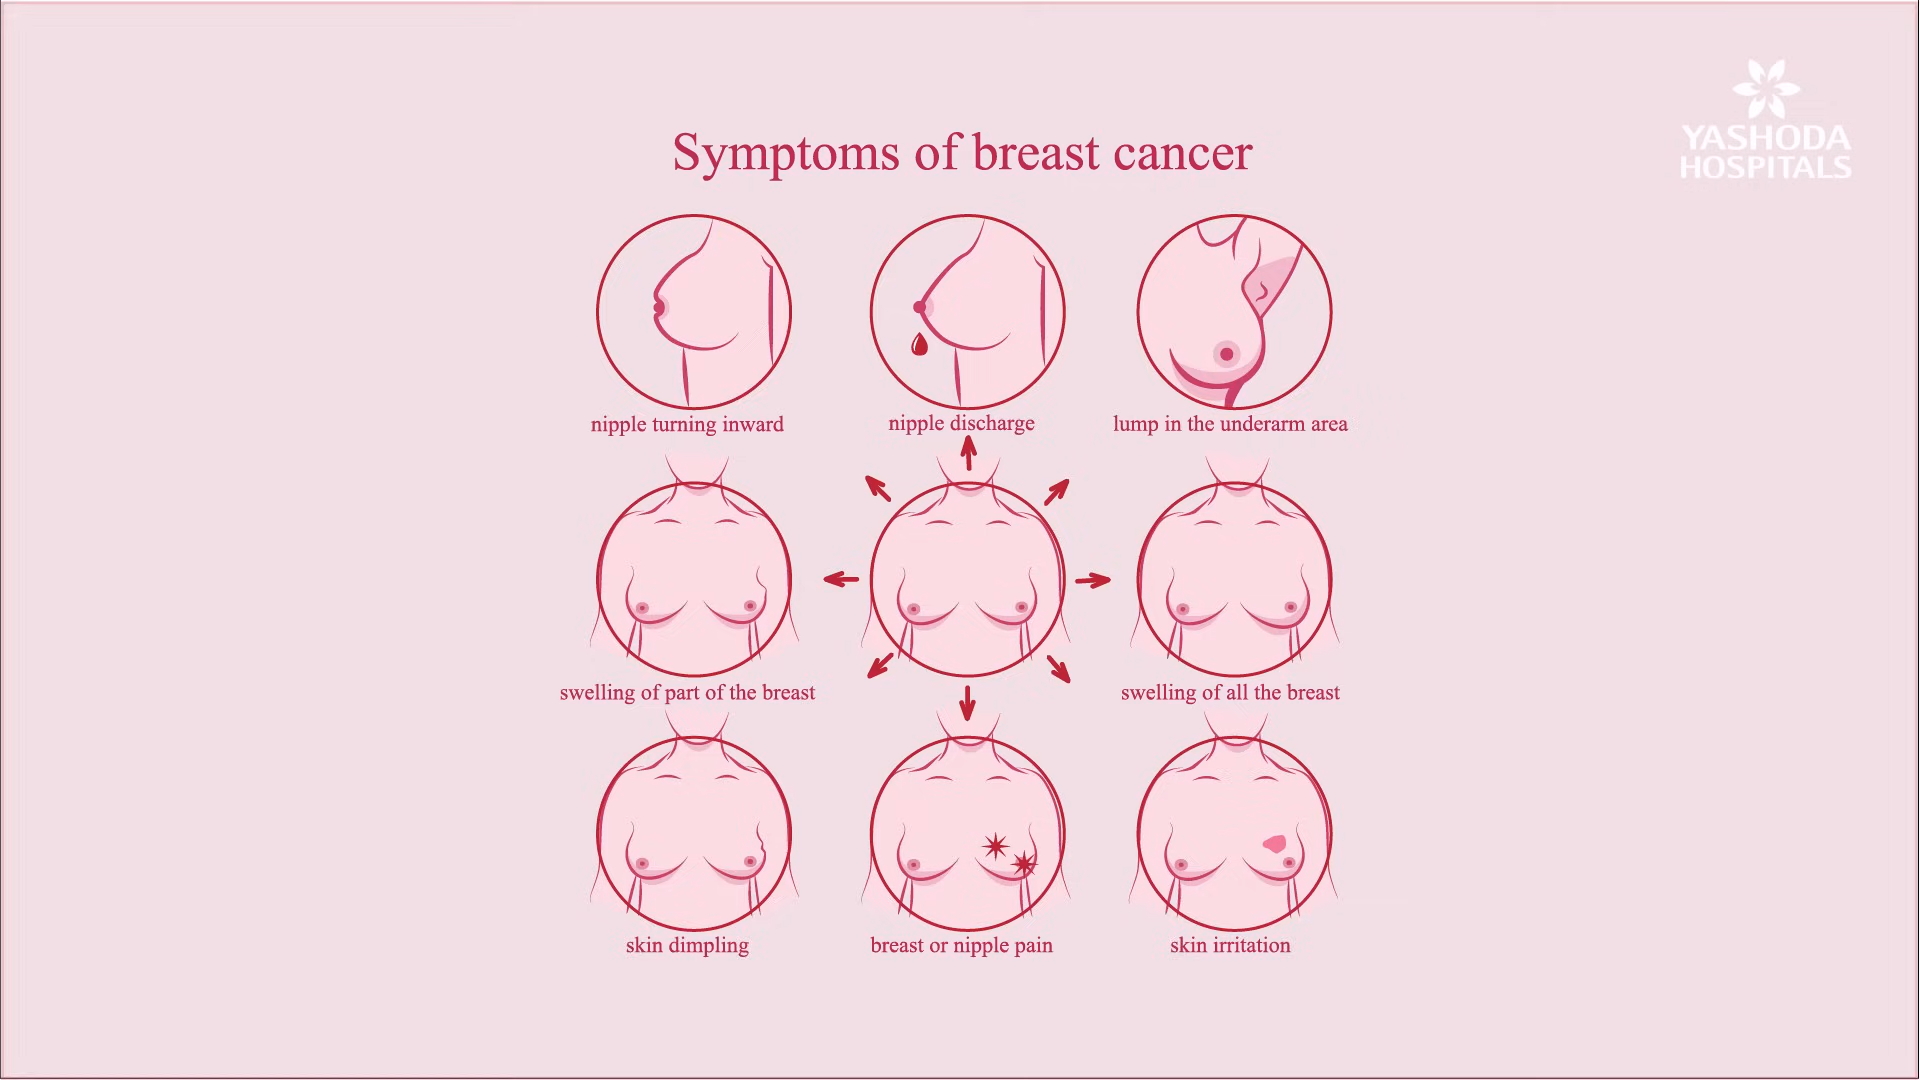 Symptoms of breast cancer
YASHODA
HOSPITALS
nipple turning inward
nipple discharge
lump in the underarm area
swelling of part of the breast
swelling of all the breast
skin dimpling
breast or nipple pain
skin irritation